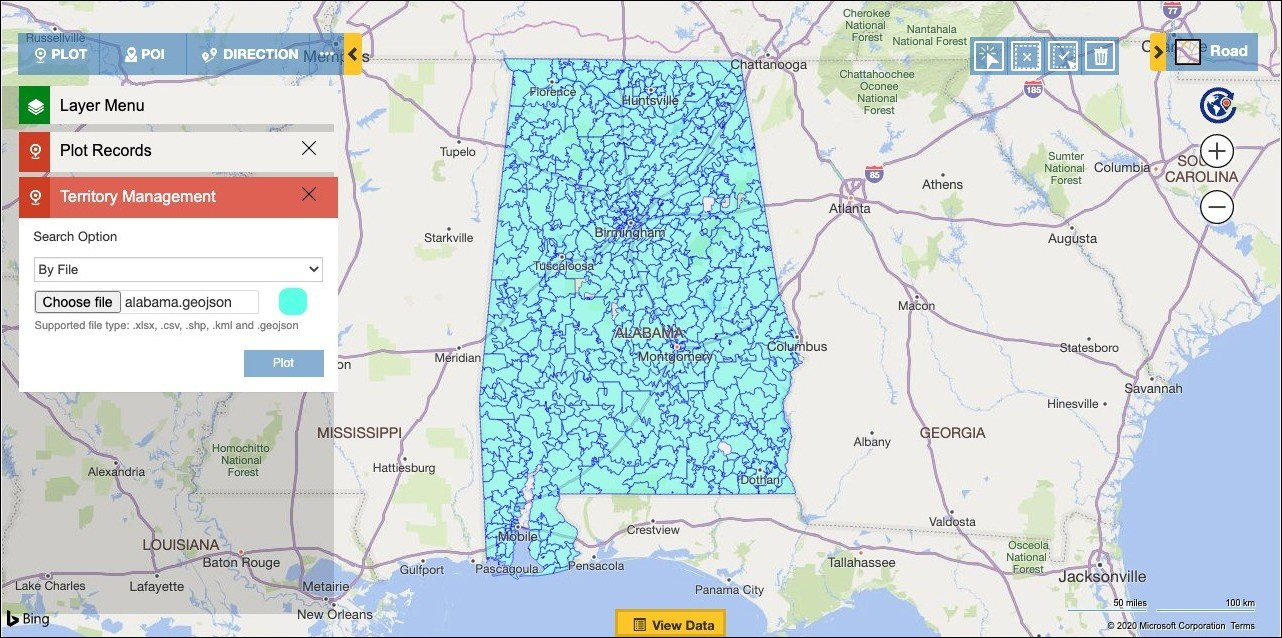 Russellville
PLOT
POI
DIRECTION
...
Layer Menu
Plot Records
Territory Management
Search Option
By File
Choose file alabama.geojson
Supported file type: .xlsx, .csv, .shp, .kml and .geojson
Plot
Road
View Data
Cherokee
National
Forest
Nantahala
National Forest
77
Chattanooga
Chattahoochee
Oconee
National
Forest
185
Florence
Huntsville
Tupelo
85
Athens
Sumter
National
Forest
Columbia
SOUTH
CAROLINA
Atlanta
Starkville
Birmingham
Augusta
Tuscaloosa
Macon
ALABAMA
Montgomery
Columbus
Meridian
Statesboro
Savannah
Hinesville
MISSISSIPPI
GEORGIA
Albany
Homochitto
National
Forest
Hattiesburg
Alexandria
Dothan
Crestview
Valdosta
Mobile
LOUISIANA
Baton Rouge
Osceola
National
Forest
Gulfport
Pascagoula
Pensacola
Tallahassee
Jacksonville
Lake Charles
Lafayette
Metairie
Panama City
New Orleans
50 miles
100 km
Bing
© 2020 Microsoft Corporation Terms